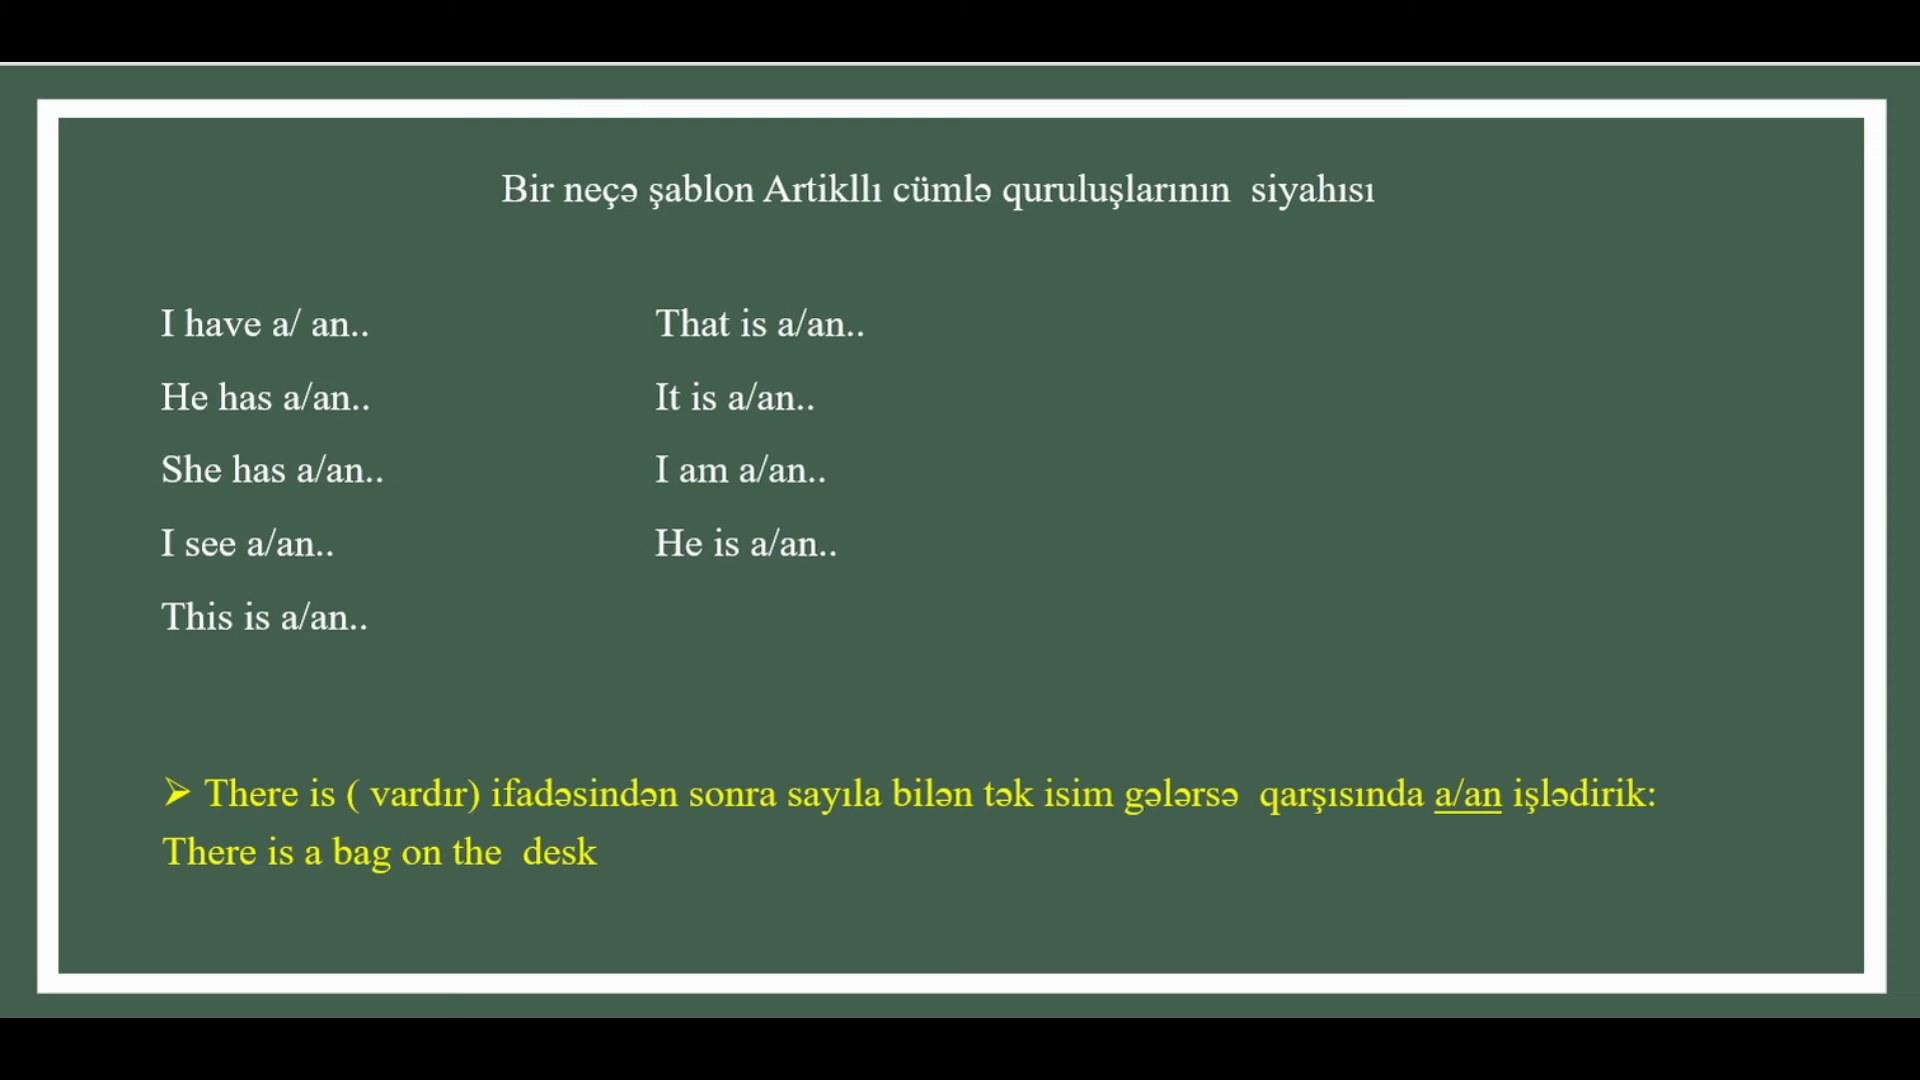 Bir neçə şablon Artikllı cümlə quruluşlarının  siyahısı
I have a/ an..
He has a/an..
She has a/an..
I see a/an..
This is a/an..
That is a/an..
It is a/an..
I am a/an..
He is a/an..
➢ There is ( vardır) ifadəsindən sonra sayıla bilən tək isim gələrsə  qarşısında a/an işlədirik:
There is a bag on the  desk